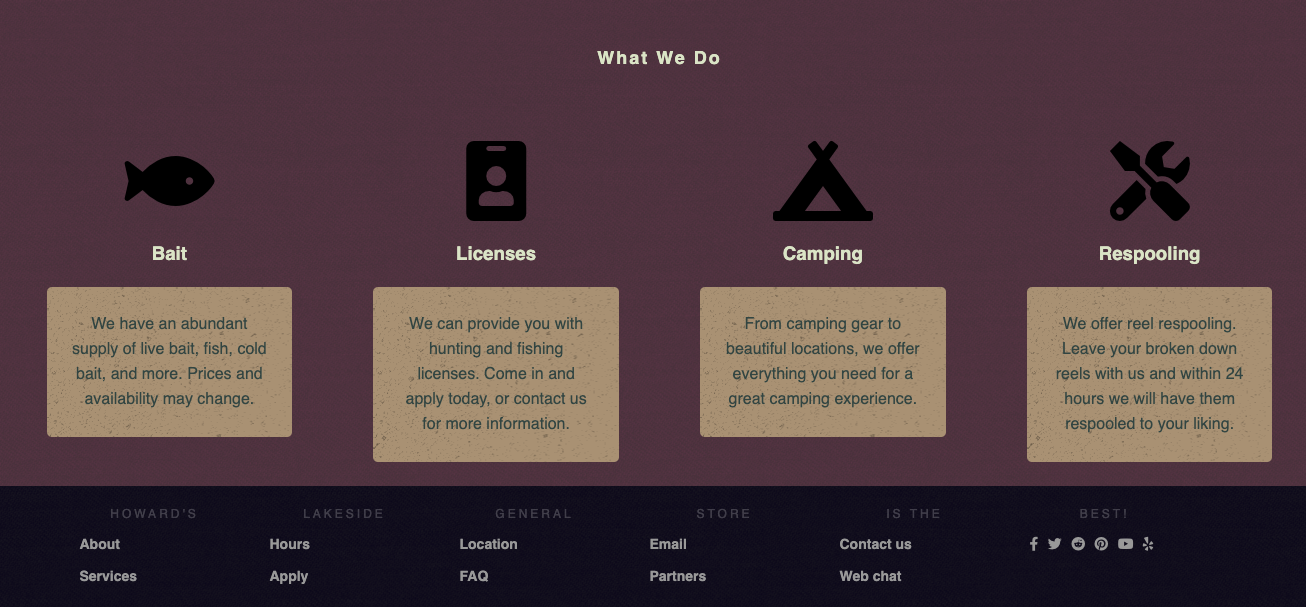 What We Do
Bait
Licenses
Camping
Respooling
We have an abundant
supply of live bait, fish, cold
bait, and more. Prices and
availability may change.
We can provide you with
hunting and fishing
licenses. Come in and
apply today, or contact us
for more information.
From camping gear to
beautiful locations, we offer
everything you need for a
great camping experience.
We offer reel respooling.
Leave your broken down
reels with us and within 24
hours we will have them
respooled to your liking.
HOWARD'S LAKESIDE GENERAL STORE IS THE BEST!
About Hours Location Email Contact us
Services Apply FAQ Partners Web chat